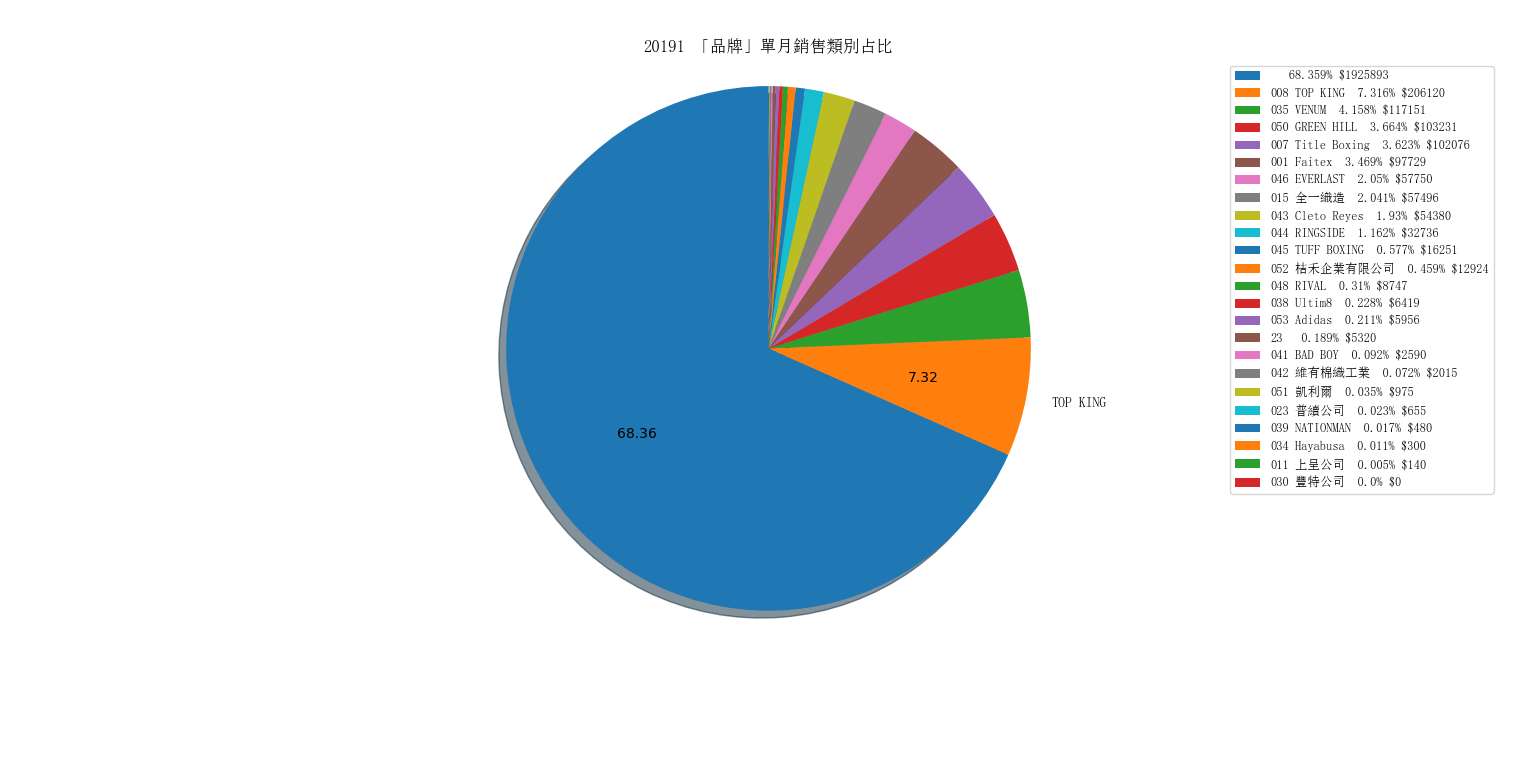 20191 「品牌」單月銷售類別占比
68.36
7.32
TOP KING
68.359% $1925893
008 TOP KING 7.316% $206120
035 VENUM 4.158% $117151
050 GREEN HILL 3.664% $103231
007 Title Boxing 3.623% $102076
001 Faitex 3.469% $97729
046 EVERLAST 2.05% $57750
015 全一織造 2.041% $57496
043 Cleto Reyes 1.93% $54380
044 RINGSIDE 1.162% $32736
045 TUFF BOXING 0.577% $16251
052 桔禾企業有限公司 0.459% $12924
048 RIVAL 0.31% $8747
038 Ultim8 0.228% $6419
053 Adidas 0.211% $5956
23 0.189% $5320
041 BAD BOY 0.092% $2590
042 維有棉織工業 0.072% $2015
051 凱利爾 0.035% $975
023 普續公司 0.023% $655
039 NATIONMAN 0.017% $480
034 Hayabusa 0.011% $300
011 上呈公司 0.005% $140
030 豐特公司 0.0% $0